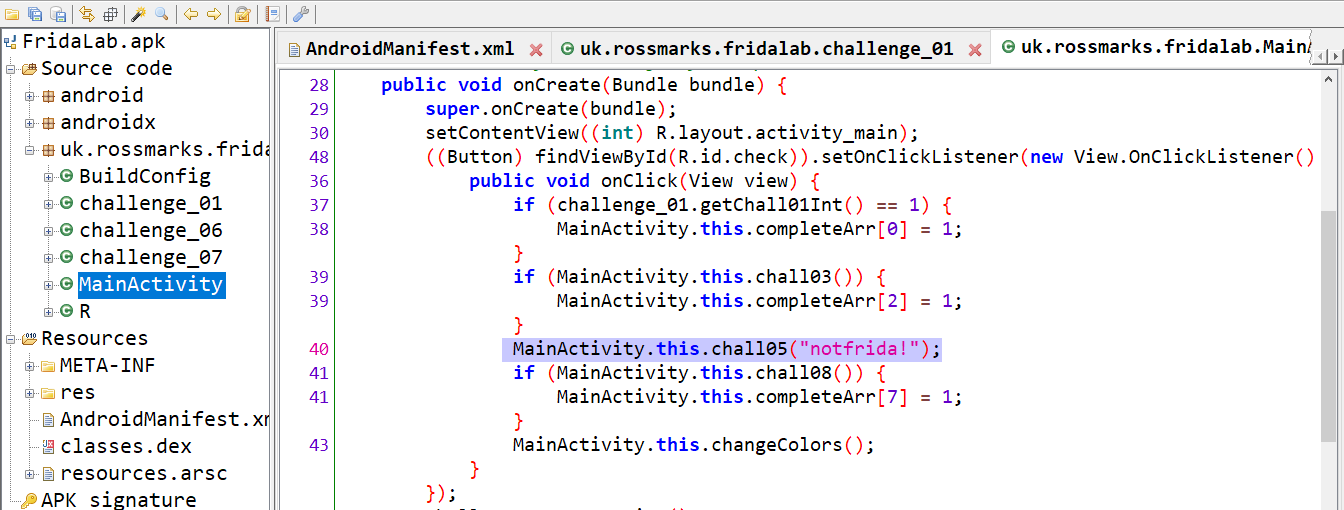 FridaLab.apk
Source code
android
androidx
uk.rossmarks.frida
BuildConfig
challenge_01
challenge_06
challenge_07
MainActivity
R
Resources
META-INF
res
AndroidManifest.xm
classes.dex
resources.arsc
APK signature
AndroidManifest.xml
uk.rossmarks.fridalab.challenge_01
uk.rossmarks.fridalab.MainA
28 public void onCreate(Bundle bundle) {
29 super.onCreate(bundle);
30 setContentView((int) R.layout.activity_main);
48 ((Button) findViewById(R.id.check)).setOnClickListener(new View.OnClickListener()
36 public void onClick(View view) {
37 if (challenge_01.getChall01Int() == 1) {
38 MainActivity.this.completeArr[0] = 1;
}
39 if (MainActivity.this.chall03()) {
39 MainActivity.this.completeArr[2] = 1;
}
40 MainActivity.this.chall05("notfrida!");
41 if (MainActivity.this.chall08()) {
41 MainActivity.this.completeArr[7] = 1;
}
43 MainActivity.this.changeColors();
}
});